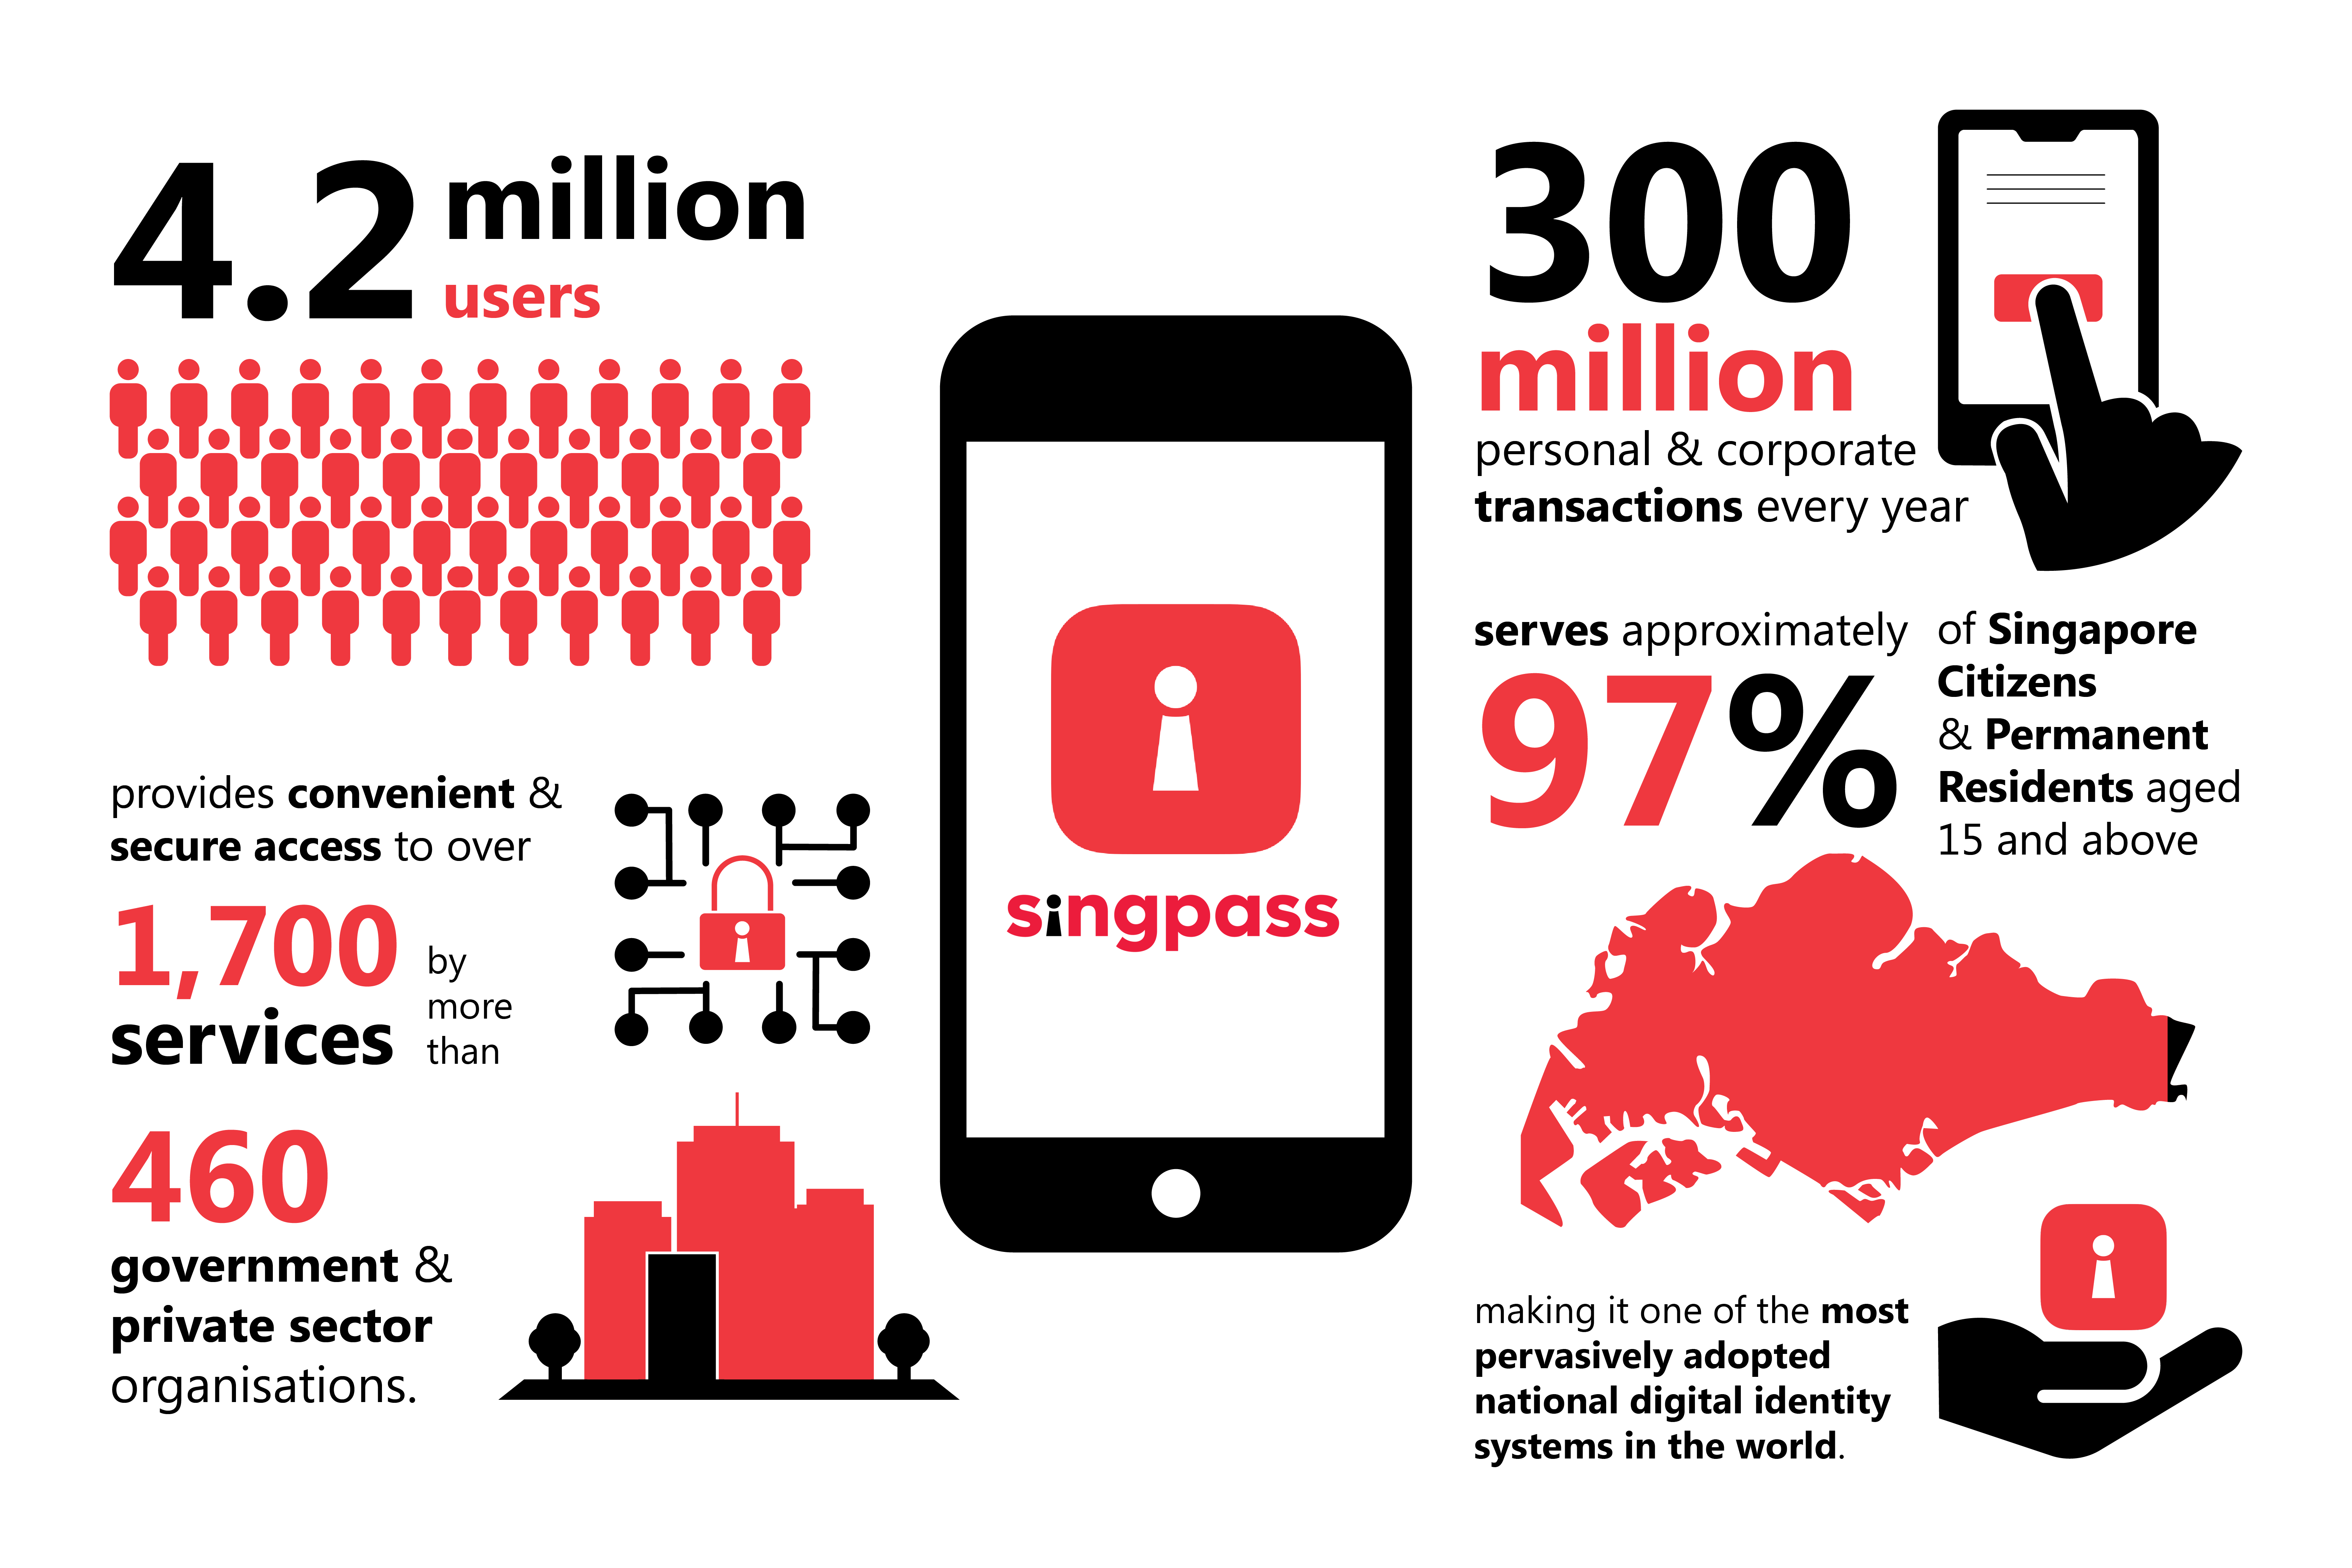 4.2 million
users
provides convenient &
secure access to over
1,700
services
by
more
than
460
government &
private sector
organisations.
singpass
300
million
personal & corporate
transactions every year
serves approximately
97%
of Singapore
Citizens
& Permanent
Residents aged
15 and above
making it one of the most
pervasively adopted
national digital identity
systems in the world.